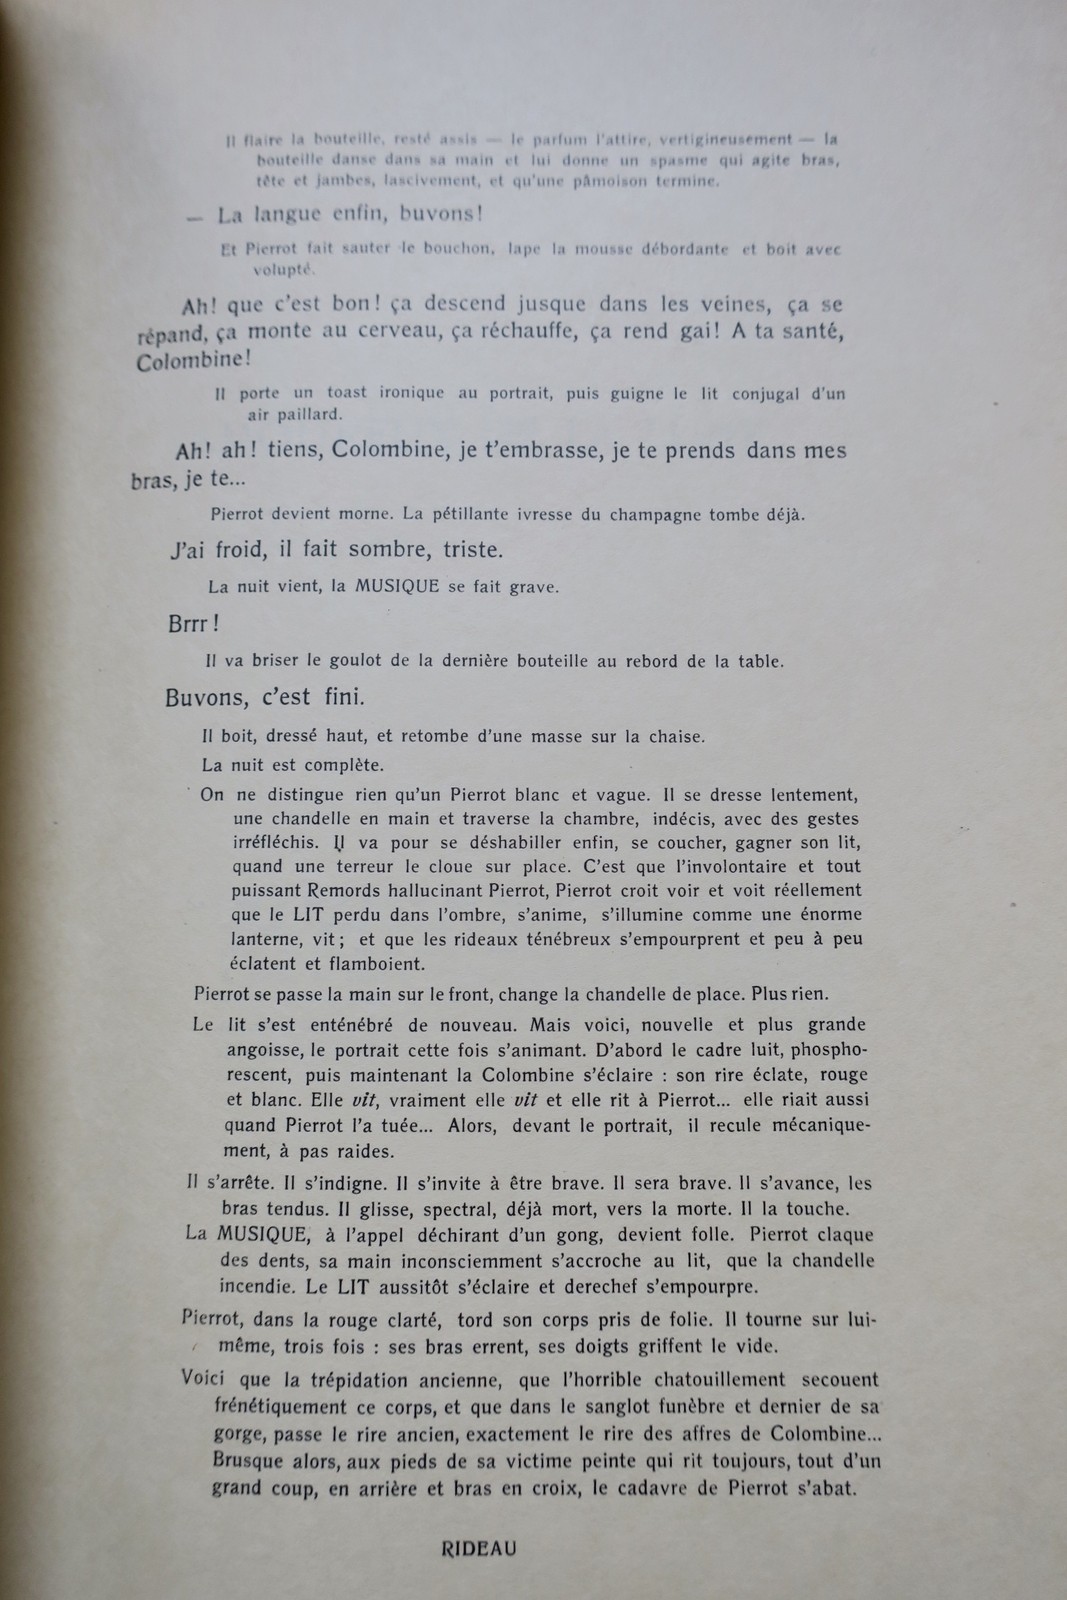 Il flaire la bouteille, resté assis — le parfum l'attire, vertigineusement — la
bouteille danse dans sa main et lui donne un spasme qui agite bras,
tête et jambes, lascivement, et qu'une pâmoison termine.
— La langue enfin, buvons!
Et Pierrot fait sauter le bouchon, lape la mousse débordante et boit avec
volupté.
Ah! que c'est bon! ça descend jusque dans les veines, ça se
répand, ça monte au cerveau, ça réchauffe, ça rend gai! A ta santé,
Colombine!
Il porte un toast ironique au portrait, puis guigne le lit conjugal d'un
air paillard.
Ah! ah! tiens, Colombine, je t'embrasse, je te prends dans mes
bras, je te...
Pierrot devient morne. La pétillante ivresse du champagne tombe déjà.
J'ai froid, il fait sombre, triste.
La nuit vient, la MUSIQUE se fait grave.
Brrr!
Il va briser le goulot de la dernière bouteille au rebord de la table.
Buvons, c'est fini.
Il boit, dressé haut, et retombe d'une masse sur la chaise.
La nuit est complète.
On ne distingue rien qu'un Pierrot blanc et vague. Il se dresse lentement,
une chandelle en main et traverse la chambre, indécis, avec des gestes
irréfléchis. Il va pour se déshabiller enfin, se coucher, gagner son lit,
quand une terreur le cloue sur place. C'est que l'involontaire et tout
puissant Remords hallucinant Pierrot, Pierrot croit voir et voit réellement
que le LIT perdu dans l'ombre, s'anime, s'illumine comme une énorme
lanterne, vit; et que les rideaux ténébreux s'empourprent et peu à peu
éclatent et flamboient.
Pierrot se passe la main sur le front, change la chandelle de place. Plus rien.
Le lit s'est enténébré de nouveau. Mais voici, nouvelle et plus grande
angoisse, le portrait cette fois s'animant. D'abord le cadre luit, phospho-
rescent, puis maintenant la Colombine s'éclaire : son rire éclate, rouge
et blanc. Elle vit, vraiment elle vit et elle rit à Pierrot... elle riait aussi
quand Pierrot l'a tuée... Alors, devant le portrait, il recule mécanique-
ment, à pas raides.
Il s'arrête. Il s'indigne. Il s'invite à être brave. Il sera brave. Il s'avance, les
bras tendus. Il glisse, spectral, déjà mort, vers la morte. Il la touche.
La MUSIQUE, à l'appel déchirant d'un gong, devient folle. Pierrot claque
des dents, sa main inconsciemment s'accroche au lit, que la chandelle
incendie. Le LIT aussitôt s'éclaire et derechef s'empourpre.
Pierrot, dans la rouge clarté, tord son corps pris de folie. Il tourne sur lui-
même, trois fois : ses bras errent, ses doigts griffent le vide.
Voici que la trépidation ancienne, que l'horrible chatouillement secouent
frénétiquement ce corps, et que dans le sanglot funèbre et dernier de sa
gorge, passe le rire ancien, exactement le rire des affres de Colombine...
Brusque alors, aux pieds de sa victime peinte qui rit toujours, tout d'un
grand coup, en arrière et bras en croix, le cadavre de Pierrot s'abat.
RIDEAU